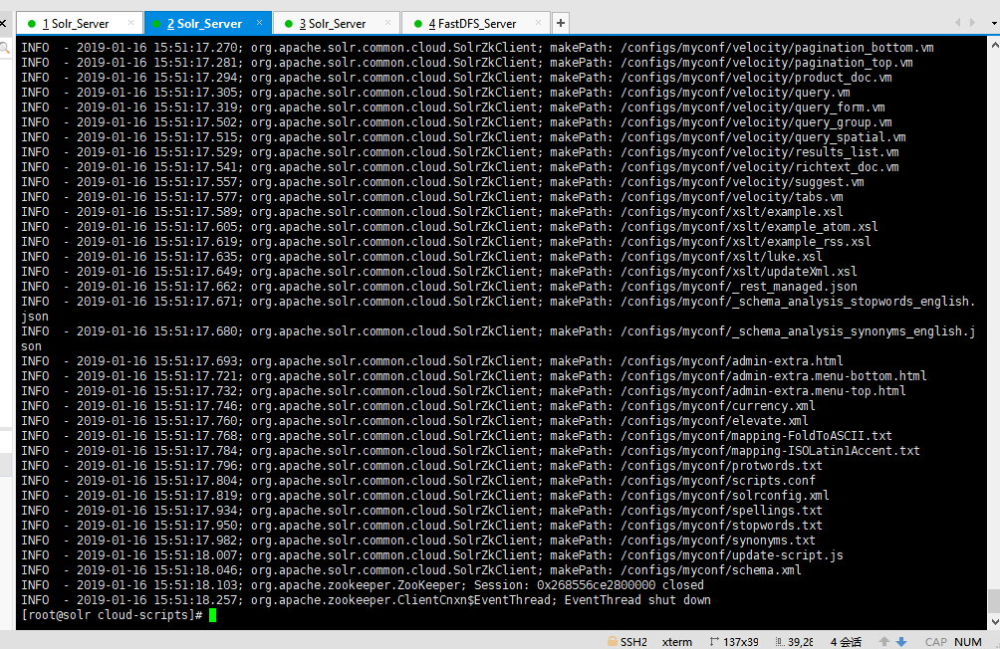 1 Solr_Server
2 Solr_Server
3 Solr_Server
4 FastDFS_Server
INFO  - 2019-01-16 15:51:17.270; org.apache.solr.common.cloud.SolrZkClient; makePath: /configs/myconf/velocity/pagination_bottom.vm
INFO  - 2019-01-16 15:51:17.281; org.apache.solr.common.cloud.SolrZkClient; makePath: /configs/myconf/velocity/pagination_top.vm
INFO  - 2019-01-16 15:51:17.294; org.apache.solr.common.cloud.SolrZkClient; makePath: /configs/myconf/velocity/product_doc.vm
INFO  - 2019-01-16 15:51:17.305; org.apache.solr.common.cloud.SolrZkClient; makePath: /configs/myconf/velocity/query.vm
INFO  - 2019-01-16 15:51:17.319; org.apache.solr.common.cloud.SolrZkClient; makePath: /configs/myconf/velocity/query_form.vm
INFO  - 2019-01-16 15:51:17.502; org.apache.solr.common.cloud.SolrZkClient; makePath: /configs/myconf/velocity/query_group.vm
INFO  - 2019-01-16 15:51:17.515; org.apache.solr.common.cloud.SolrZkClient; makePath: /configs/myconf/velocity/query_spatial.vm
INFO  - 2019-01-16 15:51:17.529; org.apache.solr.common.cloud.SolrZkClient; makePath: /configs/myconf/velocity/results_list.vm
INFO  - 2019-01-16 15:51:17.541; org.apache.solr.common.cloud.SolrZkClient; makePath: /configs/myconf/velocity/richtext_doc.vm
INFO  - 2019-01-16 15:51:17.557; org.apache.solr.common.cloud.SolrZkClient; makePath: /configs/myconf/velocity/suggest.vm
INFO  - 2019-01-16 15:51:17.577; org.apache.solr.common.cloud.SolrZkClient; makePath: /configs/myconf/velocity/tabs.vm
INFO  - 2019-01-16 15:51:17.589; org.apache.solr.common.cloud.SolrZkClient; makePath: /configs/myconf/xslt/example.xsl
INFO  - 2019-01-16 15:51:17.605; org.apache.solr.common.cloud.SolrZkClient; makePath: /configs/myconf/xslt/example_atom.xsl
INFO  - 2019-01-16 15:51:17.619; org.apache.solr.common.cloud.SolrZkClient; makePath: /configs/myconf/xslt/example_rss.xsl
INFO  - 2019-01-16 15:51:17.635; org.apache.solr.common.cloud.SolrZkClient; makePath: /configs/myconf/xslt/luke.xsl
INFO  - 2019-01-16 15:51:17.649; org.apache.solr.common.cloud.SolrZkClient; makePath: /configs/myconf/xslt/updateXml.xsl
INFO  - 2019-01-16 15:51:17.662; org.apache.solr.common.cloud.SolrZkClient; makePath: /configs/myconf/_rest_managed.json
INFO  - 2019-01-16 15:51:17.671; org.apache.solr.common.cloud.SolrZkClient; makePath: /configs/myconf/_schema_analysis_stopwords_english.
json
INFO  - 2019-01-16 15:51:17.680; org.apache.solr.common.cloud.SolrZkClient; makePath: /configs/myconf/_schema_analysis_synonyms_english.j
son
INFO  - 2019-01-16 15:51:17.693; org.apache.solr.common.cloud.SolrZkClient; makePath: /configs/myconf/admin-extra.html
INFO  - 2019-01-16 15:51:17.721; org.apache.solr.common.cloud.SolrZkClient; makePath: /configs/myconf/admin-extra.menu-bottom.html
INFO  - 2019-01-16 15:51:17.732; org.apache.solr.common.cloud.SolrZkClient; makePath: /configs/myconf/admin-extra.menu-top.html
INFO  - 2019-01-16 15:51:17.746; org.apache.solr.common.cloud.SolrZkClient; makePath: /configs/myconf/currency.xml
INFO  - 2019-01-16 15:51:17.760; org.apache.solr.common.cloud.SolrZkClient; makePath: /configs/myconf/elevate.xml
INFO  - 2019-01-16 15:51:17.768; org.apache.solr.common.cloud.SolrZkClient; makePath: /configs/myconf/mapping-FoldToASCII.txt
INFO  - 2019-01-16 15:51:17.784; org.apache.solr.common.cloud.SolrZkClient; makePath: /configs/myconf/mapping-ISOLatin1Accent.txt
INFO  - 2019-01-16 15:51:17.796; org.apache.solr.common.cloud.SolrZkClient; makePath: /configs/myconf/protwords.txt
INFO  - 2019-01-16 15:51:17.804; org.apache.solr.common.cloud.SolrZkClient; makePath: /configs/myconf/scripts.conf
INFO  - 2019-01-16 15:51:17.819; org.apache.solr.common.cloud.SolrZkClient; makePath: /configs/myconf/solrconfig.xml
INFO  - 2019-01-16 15:51:17.934; org.apache.solr.common.cloud.SolrZkClient; makePath: /configs/myconf/spellings.txt
INFO  - 2019-01-16 15:51:17.950; org.apache.solr.common.cloud.SolrZkClient; makePath: /configs/myconf/stopwords.txt
INFO  - 2019-01-16 15:51:17.982; org.apache.solr.common.cloud.SolrZkClient; makePath: /configs/myconf/synonyms.txt
INFO  - 2019-01-16 15:51:18.007; org.apache.solr.common.cloud.SolrZkClient; makePath: /configs/myconf/update-script.js
INFO  - 2019-01-16 15:51:18.046; org.apache.solr.common.cloud.SolrZkClient; makePath: /configs/myconf/schema.xml
INFO  - 2019-01-16 15:51:18.103; org.apache.zookeeper.ZooKeeper; Session: 0x268556ce2800000 closed
INFO  - 2019-01-16 15:51:18.257; org.apache.zookeeper.ClientCnxn$EventThread; EventThread shut down
[root@solr cloud-scripts]#
SSH2 xterm 137x39 39,28 4 会话 CAP NUM